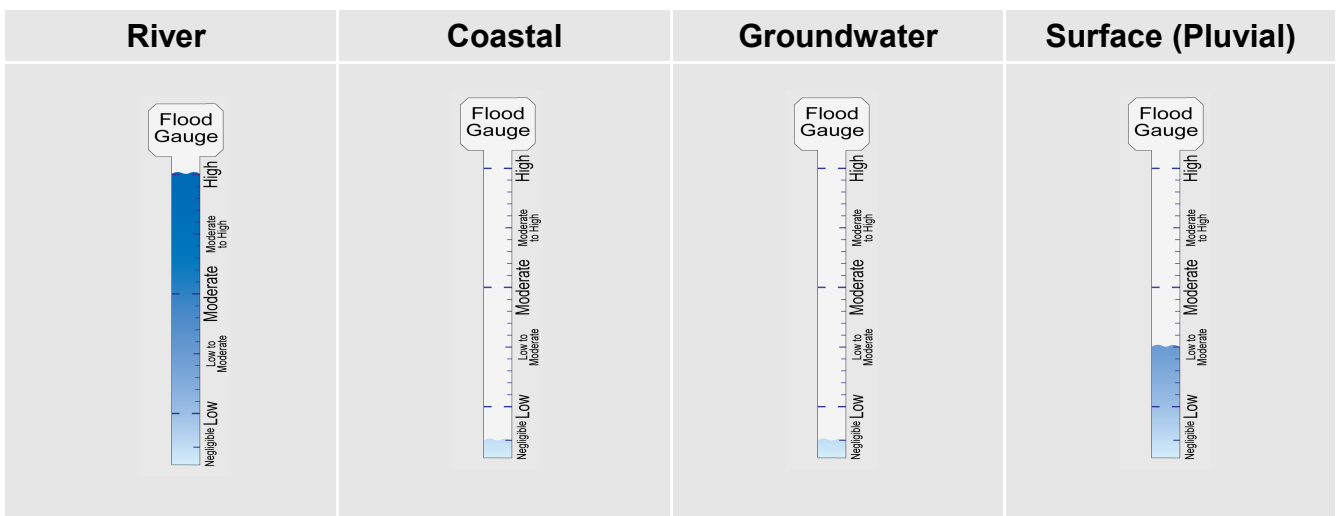 River
Coastal
Groundwater
Surface (Pluvial)
Flood
Gauge
High
Moderate
to High
Moderate
Low to
Moderate
Low
Negligible
Flood
Gauge
High
Moderate
to High
Moderate
Low to
Moderate
Low
Negligible
Flood
Gauge
High
Moderate
to High
Moderate
Low to
Moderate
Low
Negligible
Flood
Gauge
High
Moderate
to High
Moderate
Low to
Moderate
Low
Negligible